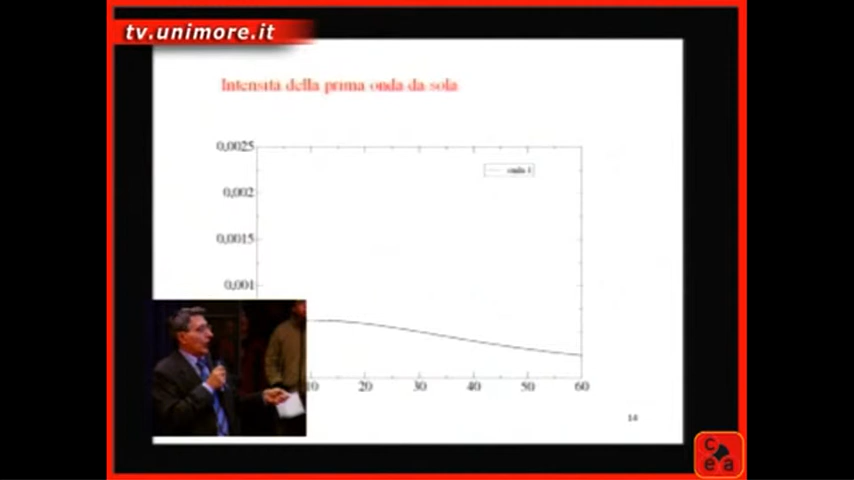 tv.unimore.it
Intensità della prima onda da sola
0,0025
onda 1
0,002
0,0015
0,001
10 20 30 40 50 60
14
c
e a